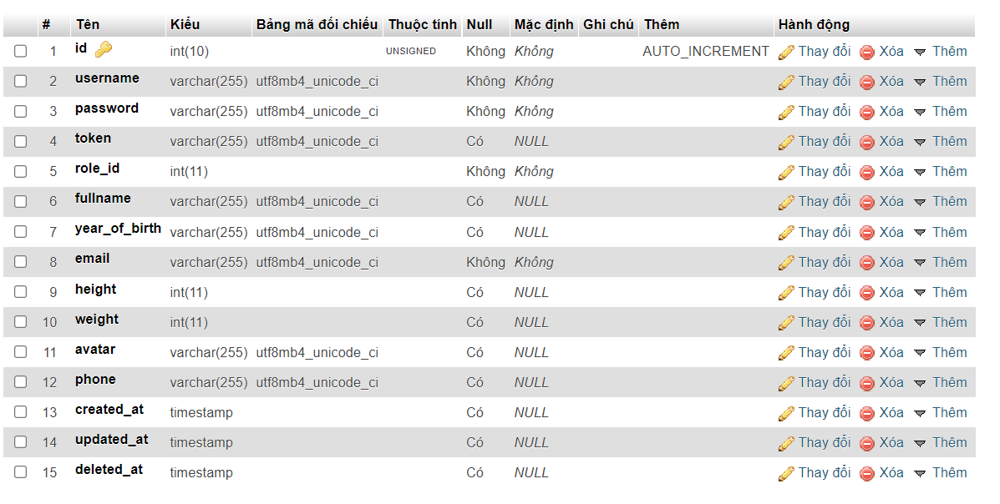 # Tên Kiểu Bảng mã đối chiếu Thuộc tính Null Mặc định Ghi chú Thêm Hành động
1 id int(10) UNSIGNED Không Không AUTO_INCREMENT Thay đổi Xóa Thêm
2 username varchar(255) utf8mb4_unicode_ci Không Không Thay đổi Xóa Thêm
3 password varchar(255) utf8mb4_unicode_ci Không Không Thay đổi Xóa Thêm
4 token varchar(255) utf8mb4_unicode_ci Có NULL Thay đổi Xóa Thêm
5 role_id int(11) Không Không Thay đổi Xóa Thêm
6 fullname varchar(255) utf8mb4_unicode_ci Có NULL Thay đổi Xóa Thêm
7 year_of_birth varchar(255) utf8mb4_unicode_ci Có NULL Thay đổi Xóa Thêm
8 email varchar(255) utf8mb4_unicode_ci Không Không Thay đổi Xóa Thêm
9 height int(11) Có NULL Thay đổi Xóa Thêm
10 weight int(11) Có NULL Thay đổi Xóa Thêm
11 avatar varchar(255) utf8mb4_unicode_ci Có NULL Thay đổi Xóa Thêm
12 phone varchar(255) utf8mb4_unicode_ci Có NULL Thay đổi Xóa Thêm
13 created_at timestamp Có NULL Thay đổi Xóa Thêm
14 updated_at timestamp Có NULL Thay đổi Xóa Thêm
15 deleted_at timestamp Có NULL Thay đổi Xóa Thêm